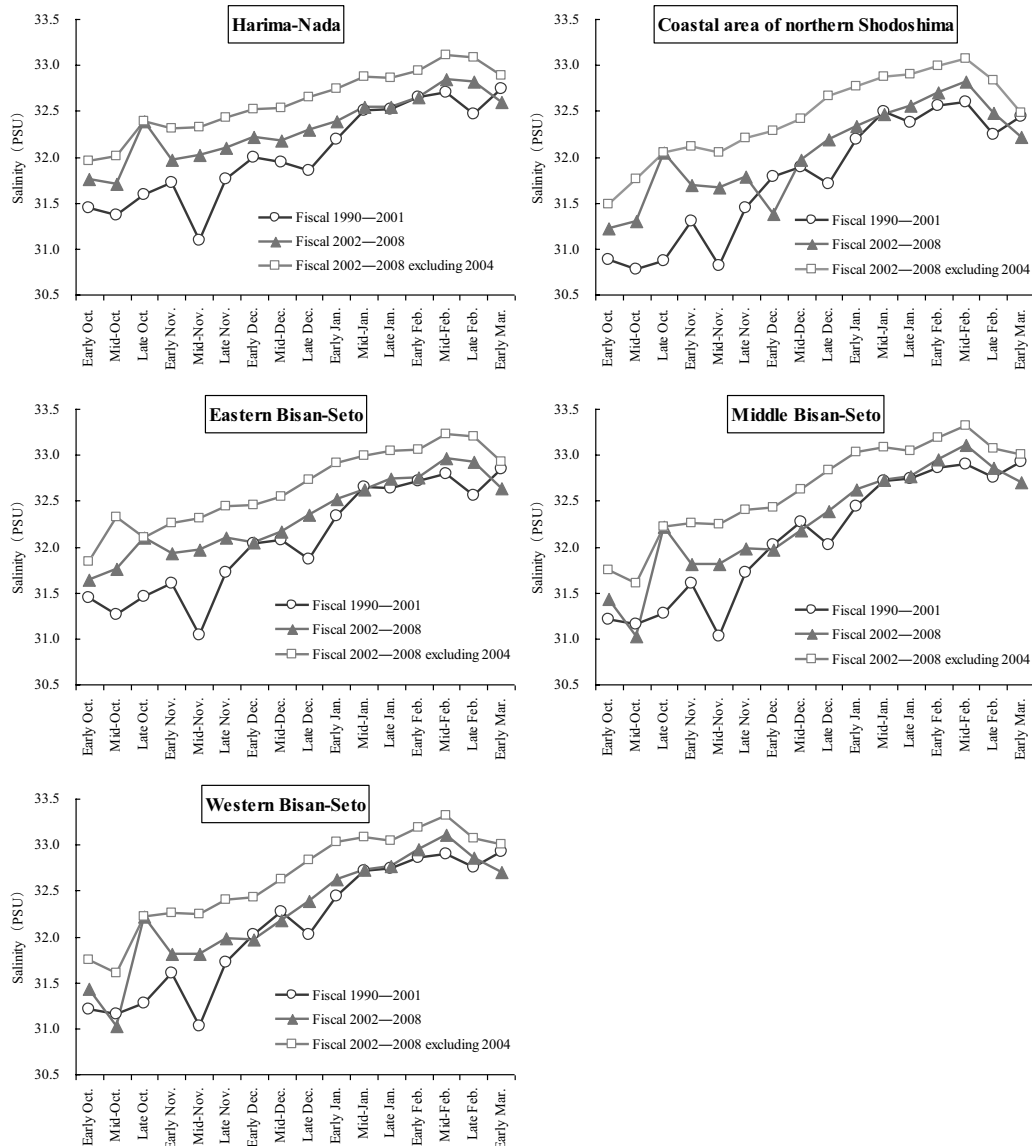 Harima-Nada
33.5
33.0
32.5
32.0
31.5
31.0
30.5
Salinity (PSU)
Fiscal 1990—2001
Fiscal 2002—2008
Fiscal 2002—2008 excluding 2004
Early Oct.
Mid-Oct.
Late Oct.
Early Nov.
Mid-Nov.
Late Nov.
Early Dec.
Mid-Dec.
Late Dec.
Early Jan.
Mid-Jan.
Late Jan.
Early Feb.
Mid-Feb.
Late Feb.
Early Mar.
Coastal area of northern Shodoshima
33.5
33.0
32.5
32.0
31.5
31.0
30.5
Salinity (PSU)
Fiscal 1990—2001
Fiscal 2002—2008
Fiscal 2002—2008 excluding 2004
Early Oct.
Mid-Oct.
Late Oct.
Early Nov.
Mid-Nov.
Late Nov.
Early Dec.
Mid-Dec.
Late Dec.
Early Jan.
Mid-Jan.
Late Jan.
Early Feb.
Mid-Feb.
Late Feb.
Early Mar.
Eastern Bisan-Seto
33.5
33.0
32.5
32.0
31.5
31.0
30.5
Salinity (PSU)
Fiscal 1990—2001
Fiscal 2002—2008
Fiscal 2002—2008 excluding 2004
Early Oct.
Mid-Oct.
Late Oct.
Early Nov.
Mid-Nov.
Late Nov.
Early Dec.
Mid-Dec.
Late Dec.
Early Jan.
Mid-Jan.
Late Jan.
Early Feb.
Mid-Feb.
Late Feb.
Early Mar.
Middle Bisan-Seto
33.5
33.0
32.5
32.0
31.5
31.0
30.5
Salinity (PSU)
Fiscal 1990—2001
Fiscal 2002—2008
Fiscal 2002—2008 excluding 2004
Early Oct.
Mid-Oct.
Late Oct.
Early Nov.
Mid-Nov.
Late Nov.
Early Dec.
Mid-Dec.
Late Dec.
Early Jan.
Mid-Jan.
Late Jan.
Early Feb.
Mid-Feb.
Late Feb.
Early Mar.
Western Bisan-Seto
33.5
33.0
32.5
32.0
31.5
31.0
30.5
Salinity (PSU)
Fiscal 1990—2001
Fiscal 2002—2008
Fiscal 2002—2008 excluding 2004
Early Oct.
Mid-Oct.
Late Oct.
Early Nov.
Mid-Nov.
Late Nov.
Early Dec.
Mid-Dec.
Late Dec.
Early Jan.
Mid-Jan.
Late Jan.
Early Feb.
Mid-Feb.
Late Feb.
Early Mar.